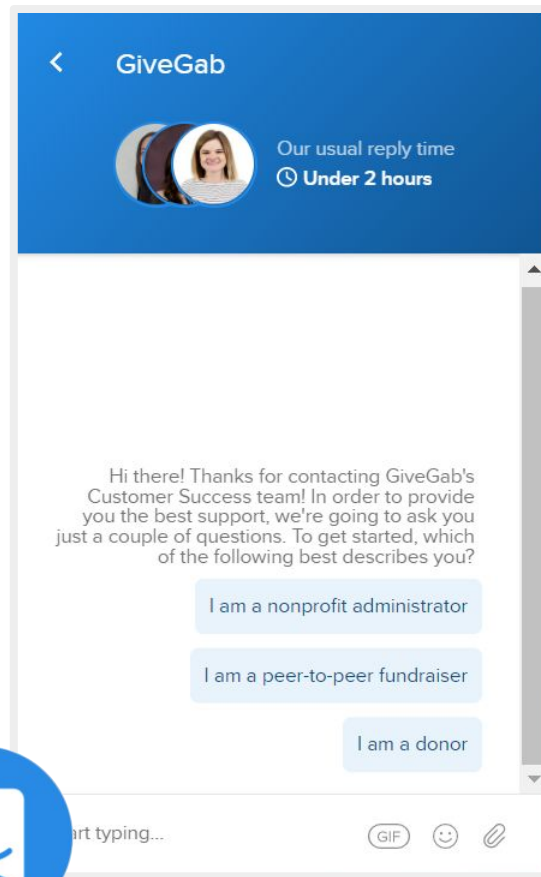 GiveGab
Our usual reply time
Under 2 hours
Hi there! Thanks for contacting GiveGab's
Customer Success team! In order to provide
you the best support, we're going to ask you
just a couple of questions. To get started, which
of the following best describes you?
I am a nonprofit administrator
I am a peer-to-peer fundraiser
I am a donor
typing...
GIF